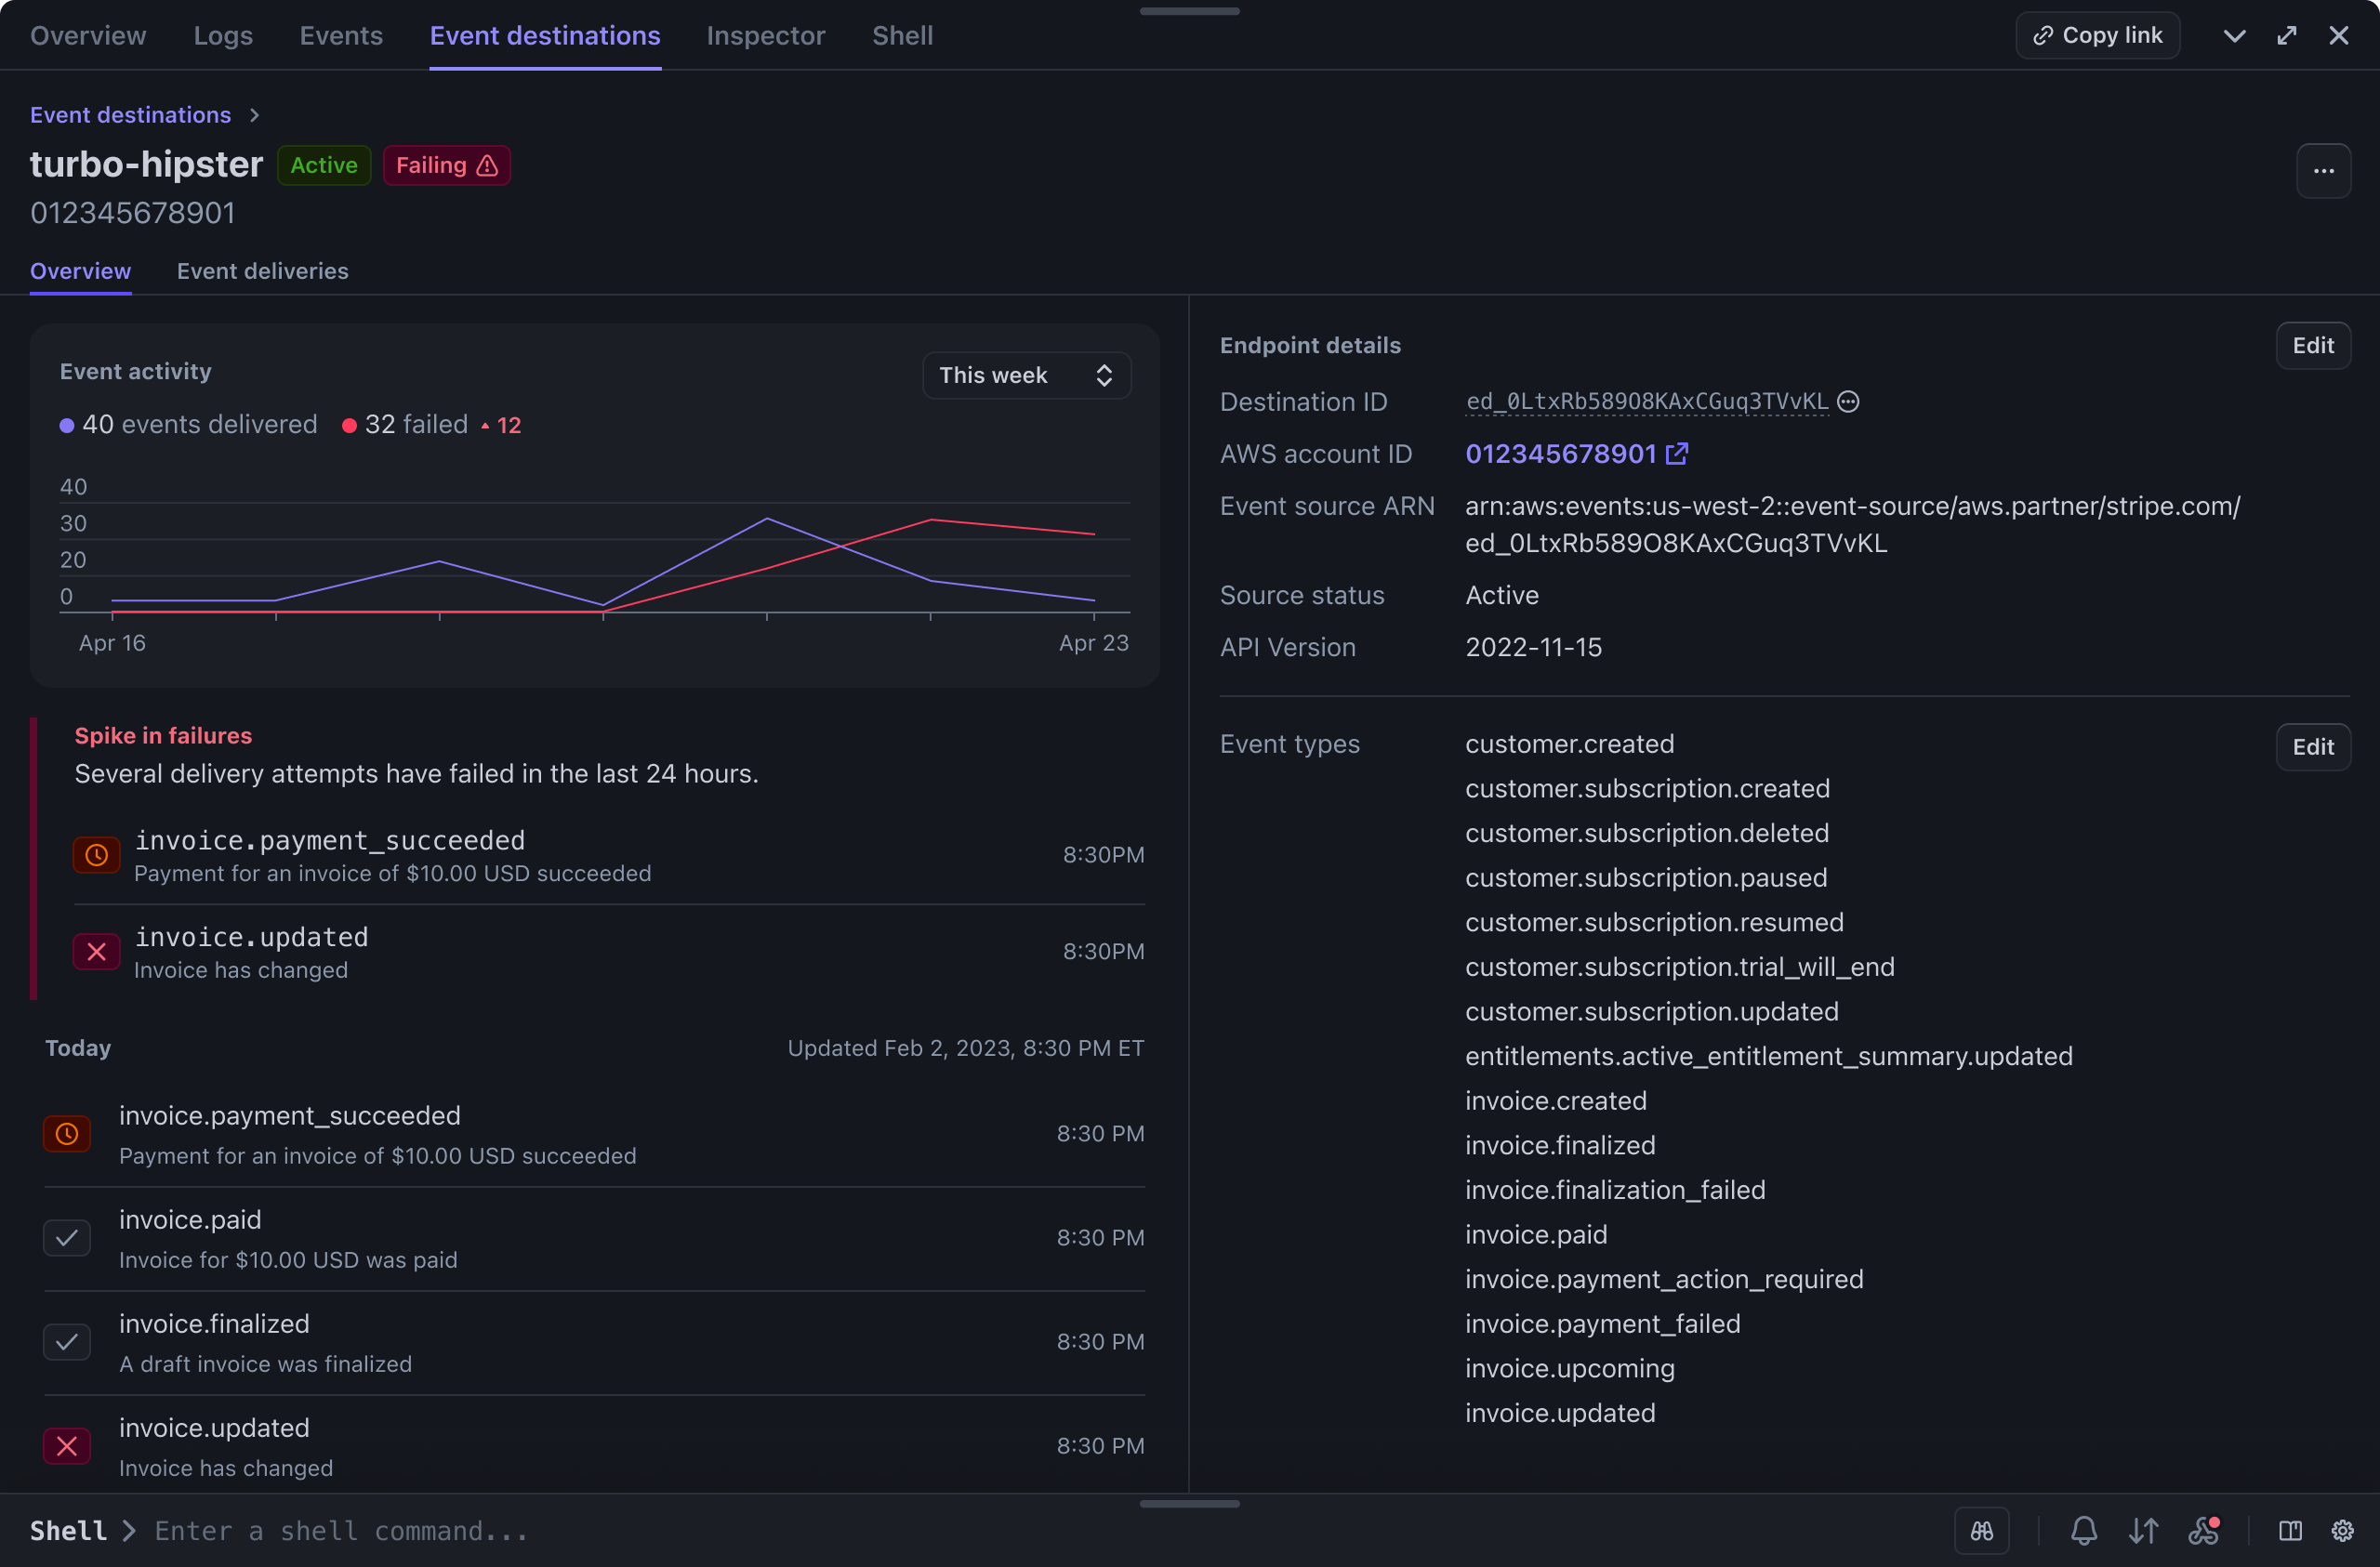 Overview Logs Events Event destinations Inspector Shell Copy link
Event destinations
turbo-hipster Active Failing
012345678901
Overview Event deliveries
Event activity This week
40 events delivered 32 failed 12
40
30
20
0
Apr 16 Apr 23
Spike in failures
Several delivery attempts have failed in the last 24 hours.
invoice.payment_succeeded
Payment for an invoice of $10.00 USD succeeded
8:30PM
invoice.updated
Invoice has changed
8:30PM
Today Updated Feb 2, 2023, 8:30 PM ET
invoice.payment_succeeded
Payment for an invoice of $10.00 USD succeeded
8:30 PM
invoice.paid
Invoice for $10.00 USD was paid
8:30 PM
invoice.finalized
A draft invoice was finalized
8:30 PM
invoice.updated
Invoice has changed
8:30 PM
Endpoint details Edit
Destination ID ed_0LtxRb589O8KAxCGuq3TVvKL
AWS account ID 012345678901
Event source ARN arn:aws:events:us-west-2::event-source/aws.partner/stripe.com/
ed_0LtxRb589O8KAxCGuq3TVvKL
Source status Active
API Version 2022-11-15
Event types customer.created Edit
customer.subscription.created
customer.subscription.deleted
customer.subscription.paused
customer.subscription.resumed
customer.subscription.trial_will_end
customer.subscription.updated
entitlements.active_entitlement_summary.updated
invoice.created
invoice.finalized
invoice.finalization_failed
invoice.paid
invoice.payment_action_required
invoice.payment_failed
invoice.upcoming
invoice.updated
Shell Enter a shell command...